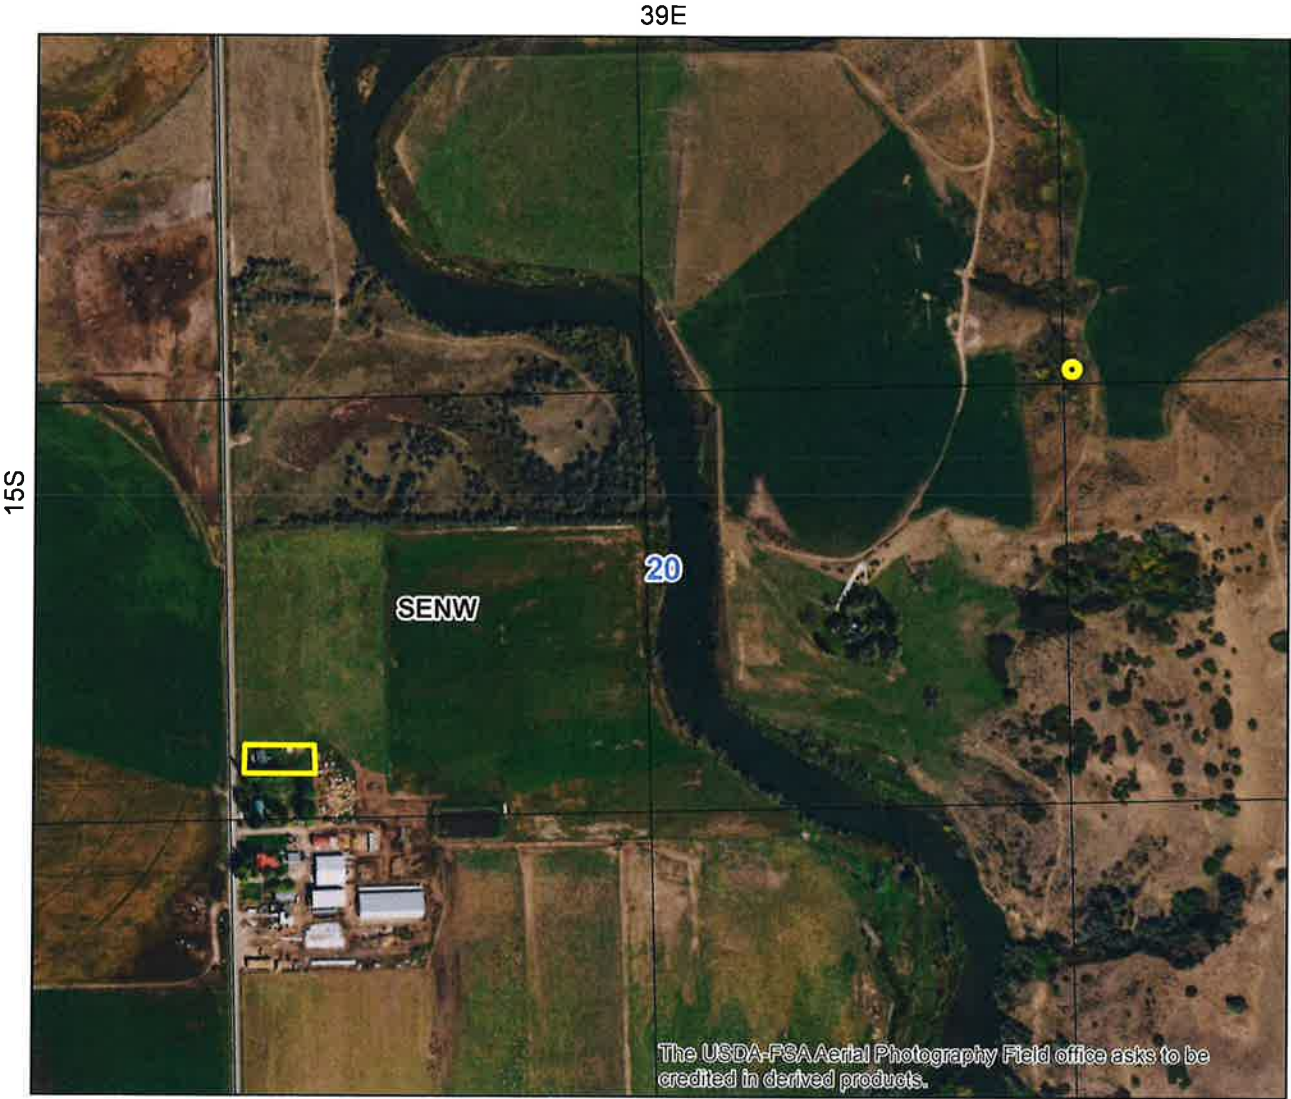 39E
15S
20
SENW
The USDA-FSA Aerial Photography Field office asks to be
credited in derived products.